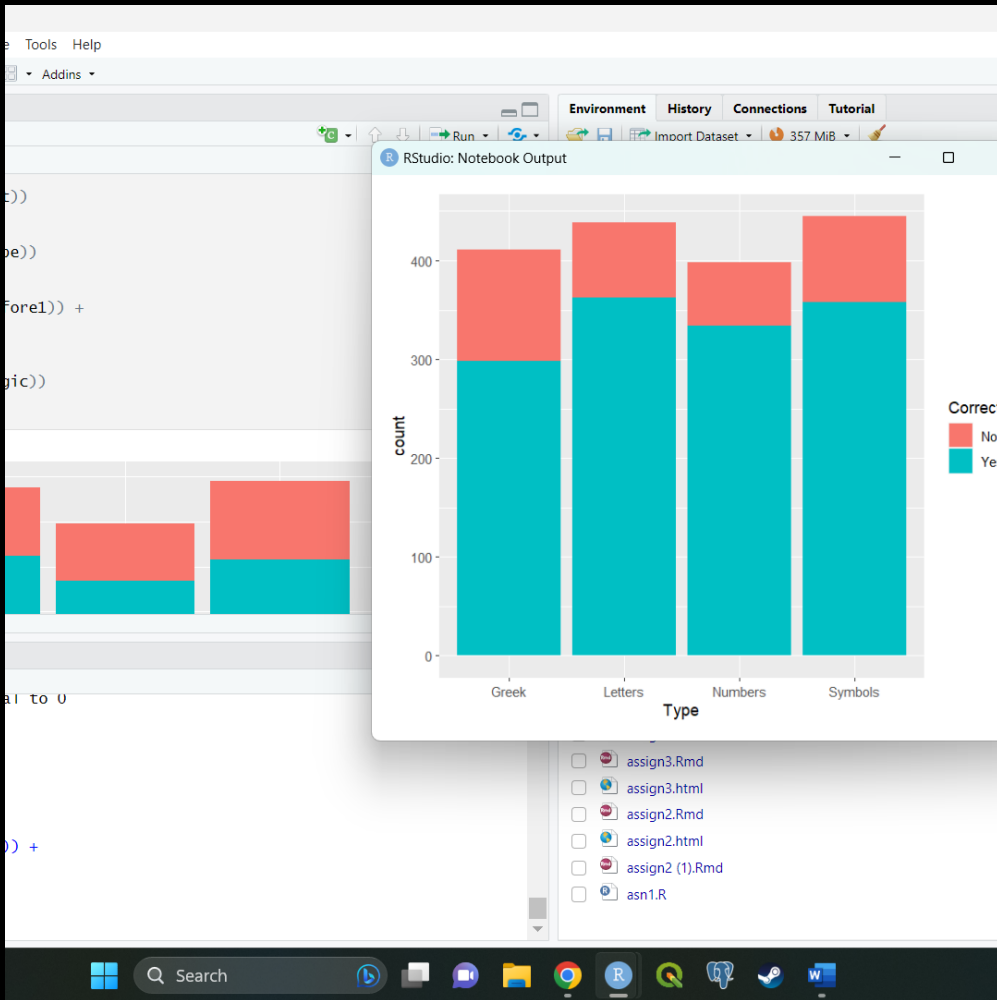 Tools Help
Addins
Run
t))
pe))
fore1)) +
gic))
Environment History Connections Tutorial
Import Dataset 357 MiB
R RStudio: Notebook Output
count
400
300
200
100
0
Greek Letters Numbers Symbols
Type
Correct
No
Ye
al to 0
)) +
assign3.Rmd
assign3.html
assign2.Rmd
assign2.html
assign2 (1).Rmd
asn1.R
Search